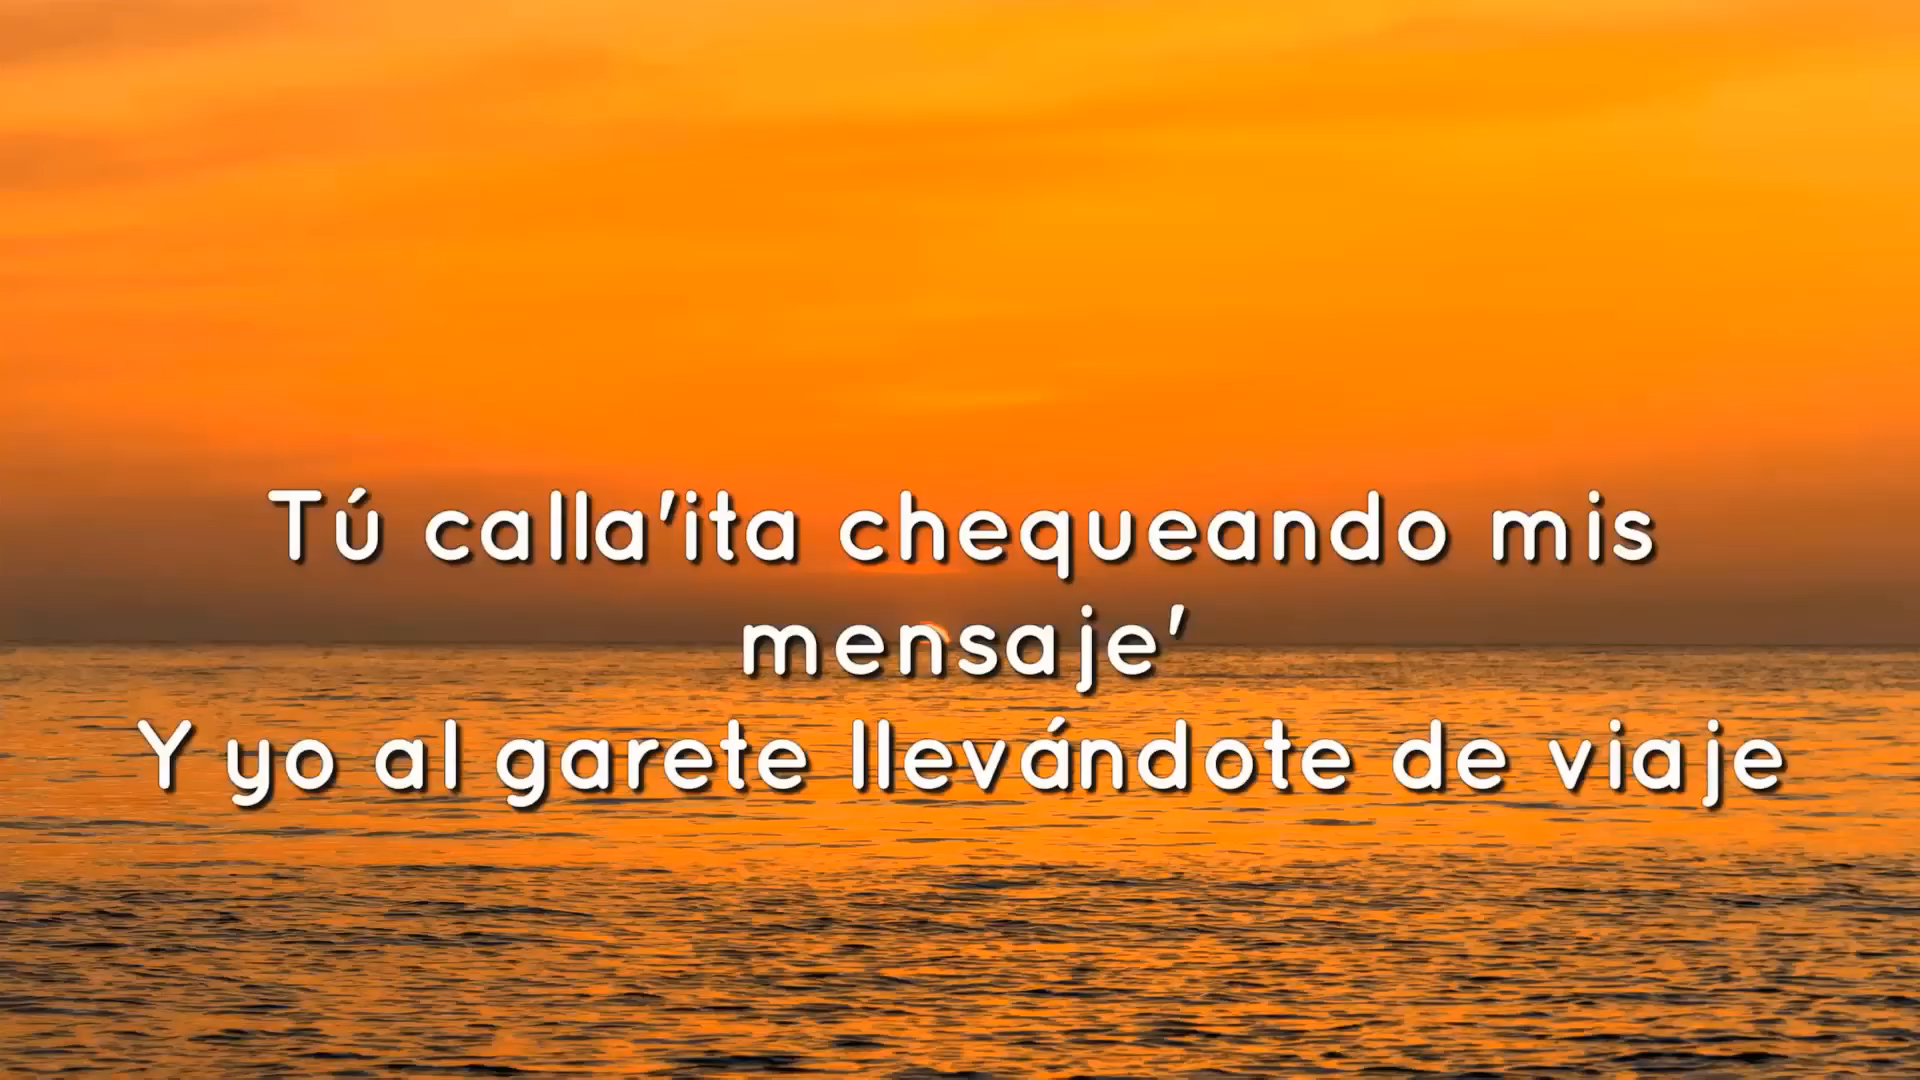 Tú calla'ita chequeando mis
mensaje'
Y yo al garete llevándote de viaje